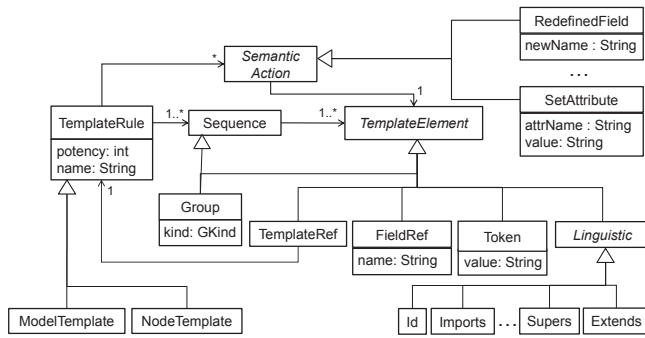 RedefinedField
newName : String
...
Semantic
Action
*
1
SetAttribute
attrName : String
value: String
TemplateRule
potency: int
name: String
1..*
Sequence
1..*
TemplateElement
1
Group
kind: GKind
TemplateRef
FieldRef
name: String
Token
value: String
Linguistic
ModelTemplate
NodeTemplate
Id
Imports
...
Supers
Extends